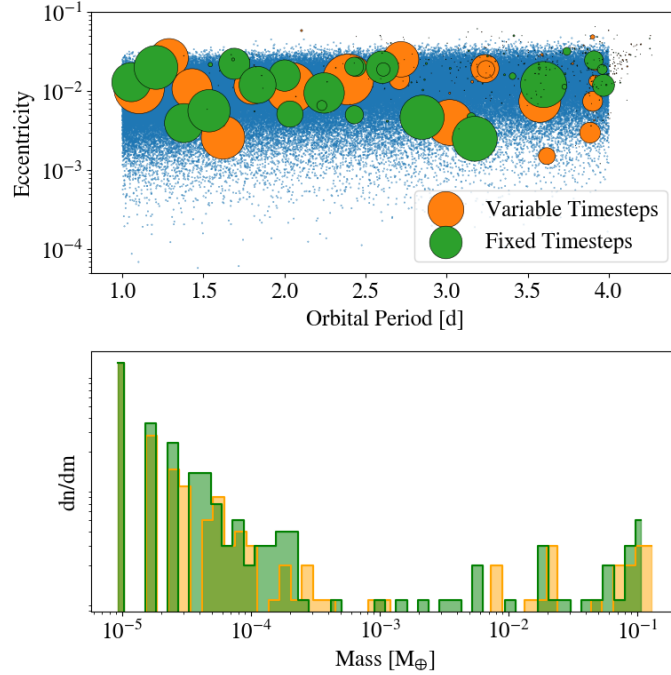 10⁻¹
10⁻²
10⁻³
10⁻⁴
Eccentricity
Variable Timesteps
Fixed Timesteps
1.0 1.5 2.0 2.5 3.0 3.5 4.0
Orbital Period [d]
dn/dm
10⁻⁵ 10⁻⁴ 10⁻³ 10⁻² 10⁻¹
Mass [M⊕]